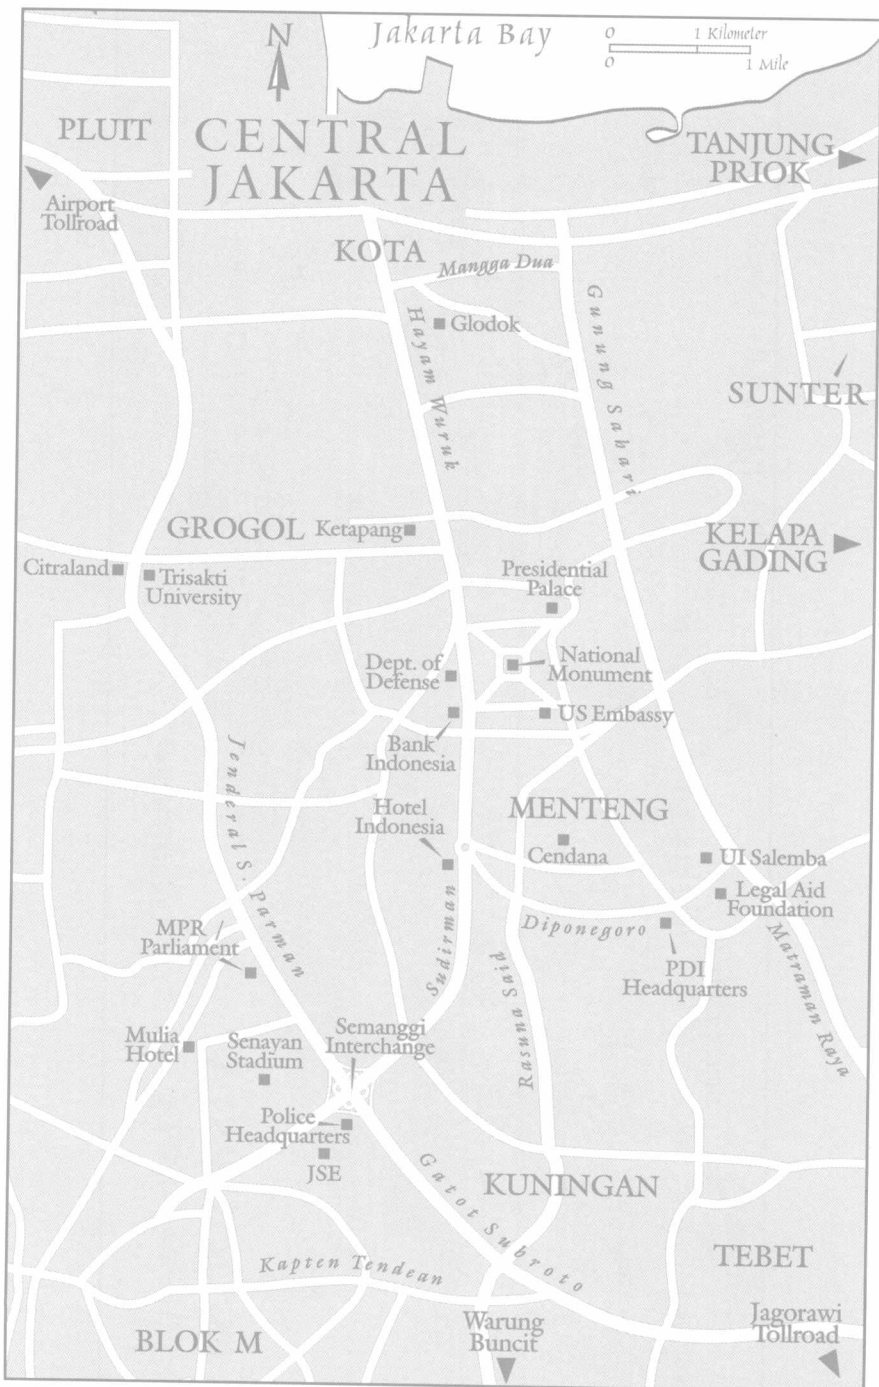 Jakarta Bay
0 1 Kilometer
0 1 Mile
N
PLUIT
CENTRAL
JAKARTA
TANJUNG
PRIOK
Airport
Tollroad
KOTA
Mangga Dua
Glodok
Hayam Wuruk
Gunung Sahari
SUNTER
GROGOL
Ketapang
KELAPA
GADING
Citraland
Trisakti
University
Presidential
Palace
Dept. of
Defense
National
Monument
US Embassy
Bank
Indonesia
Jenderal S. Parman
Hotel
Indonesia
MENTENG
Cendana
UI Salemba
Legal Aid
Foundation
Diponegoro
PDI
Headquarters
Matraman Raya
MPR /
Parliament
Sudirman
Rasuna Said
Mulia
Hotel
Senayan
Stadium
Semanggi
Interchange
Police
Headquarters
JSE
Gatot Subroto
KUNINGAN
TEBET
Kapten Tendean
BLOK M
Warung
Buncit
Jagorawi
Tollroad